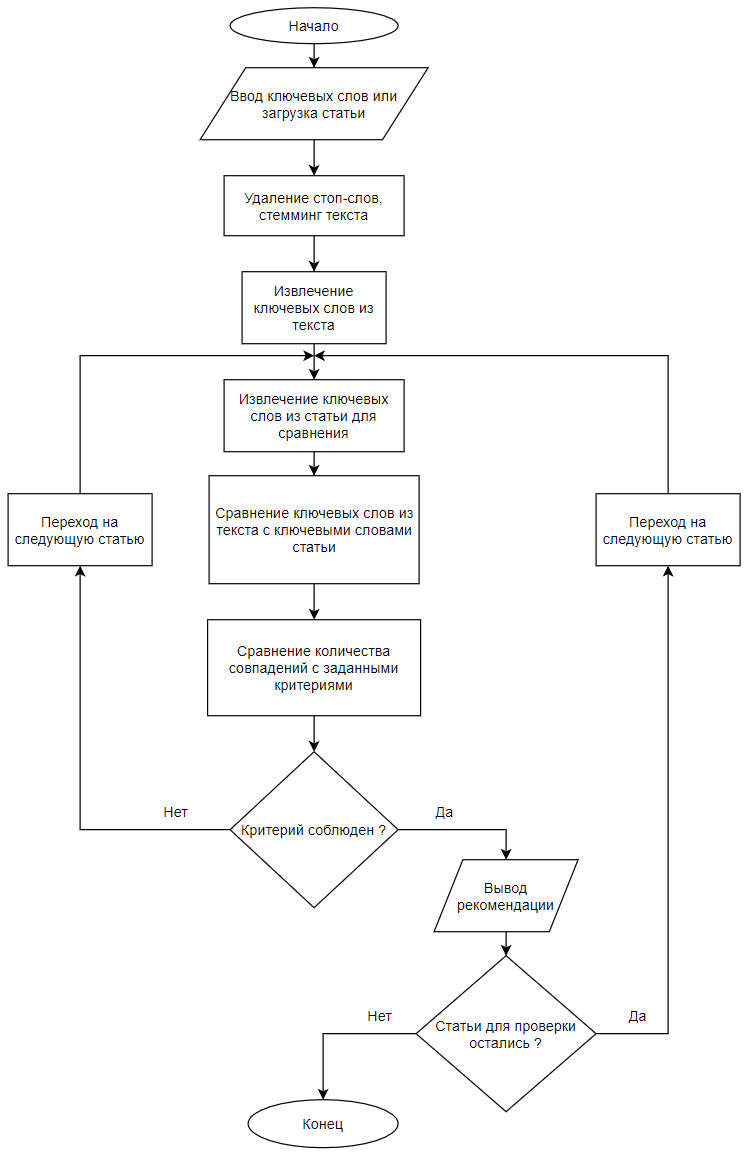 Начало
Ввод ключевых слов или
загрузка статьи
Удаление стоп-слов,
стемминг текста
Извлечение
ключевых слов из
текста
Извлечение ключевых
слов из статьи для
сравнения
Сравнение ключевых слов из
текста с ключевыми словами
статьи
Переход на
следующую статью
Переход на
следующую статью
Сравнение количества
совпадений с заданными
критериями
Нет
Да
Критерий соблюден ?
Вывод
рекомендации
Нет
Да
Статьи для проверки
остались ?
Конец